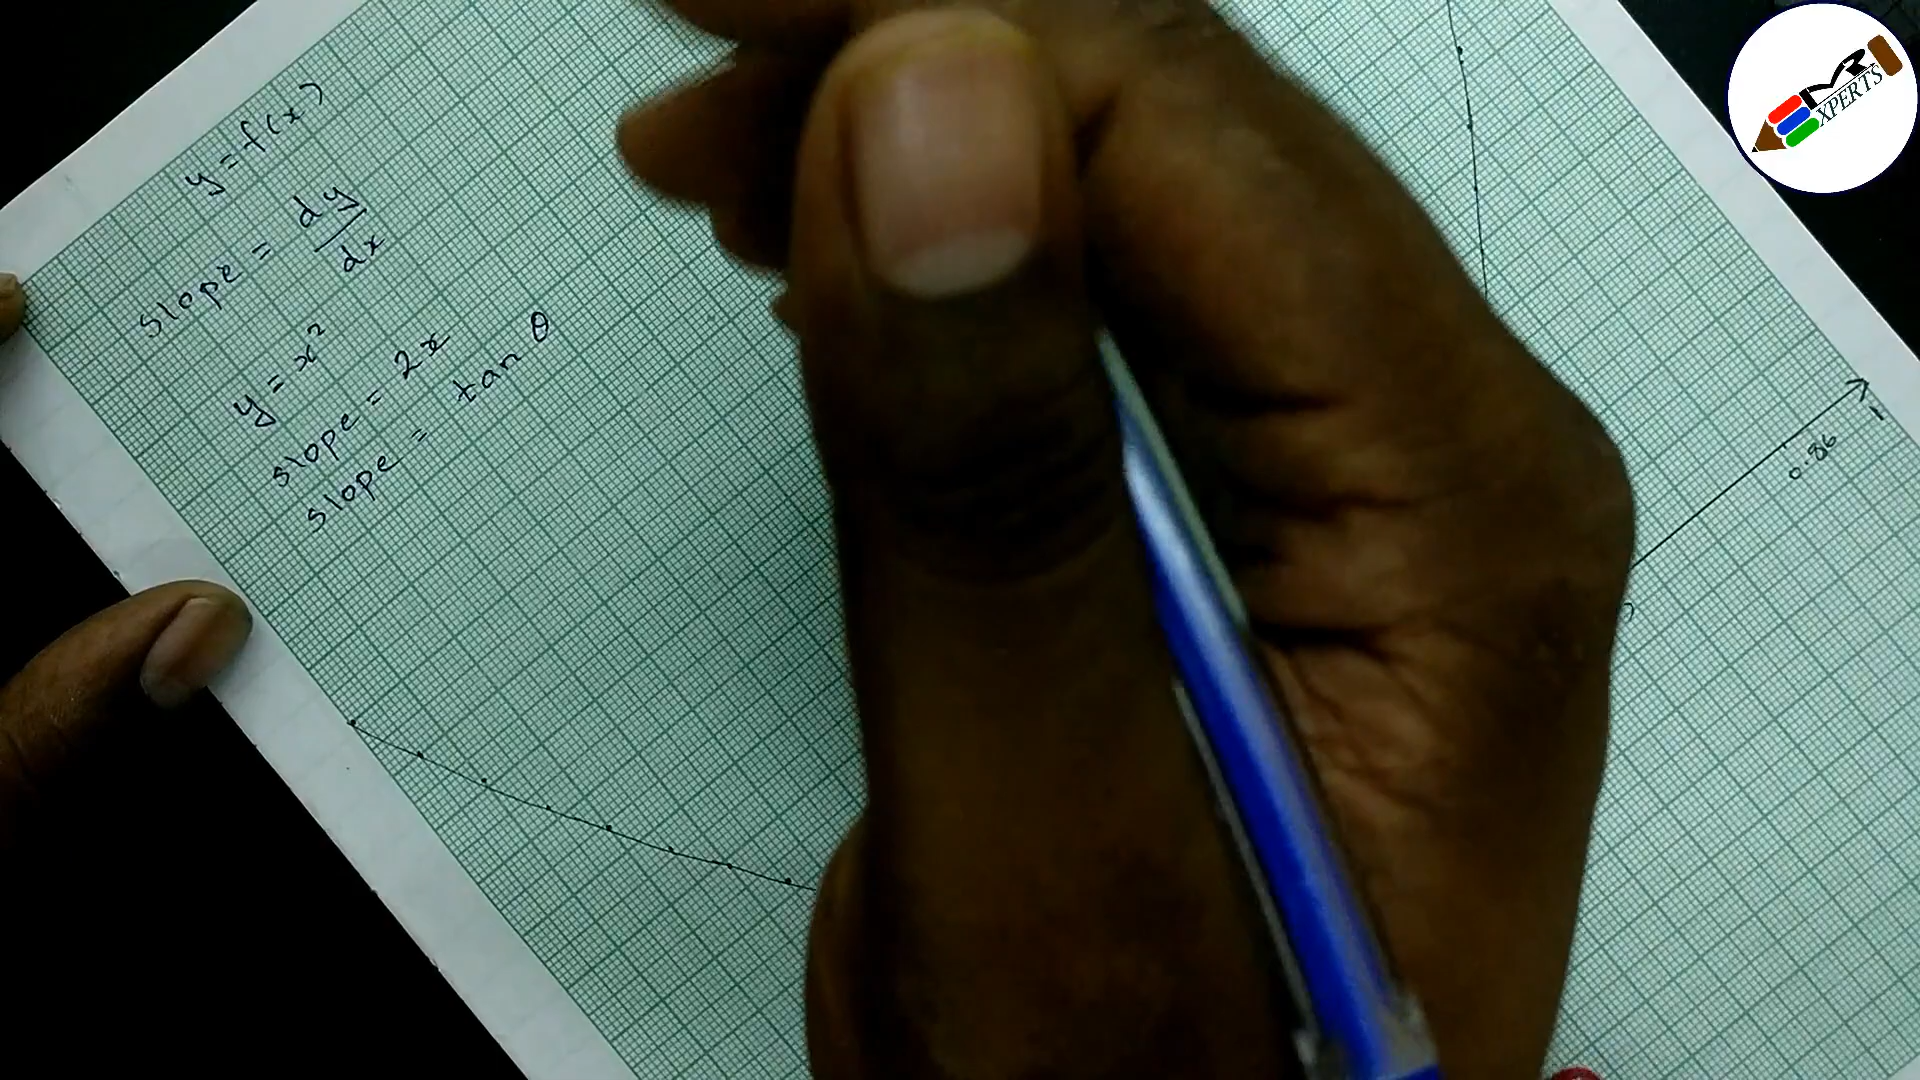 y = f(x)
slope = dy/dx
y = x²
slope = 2x
slope = tan θ
0.86
XPERTS